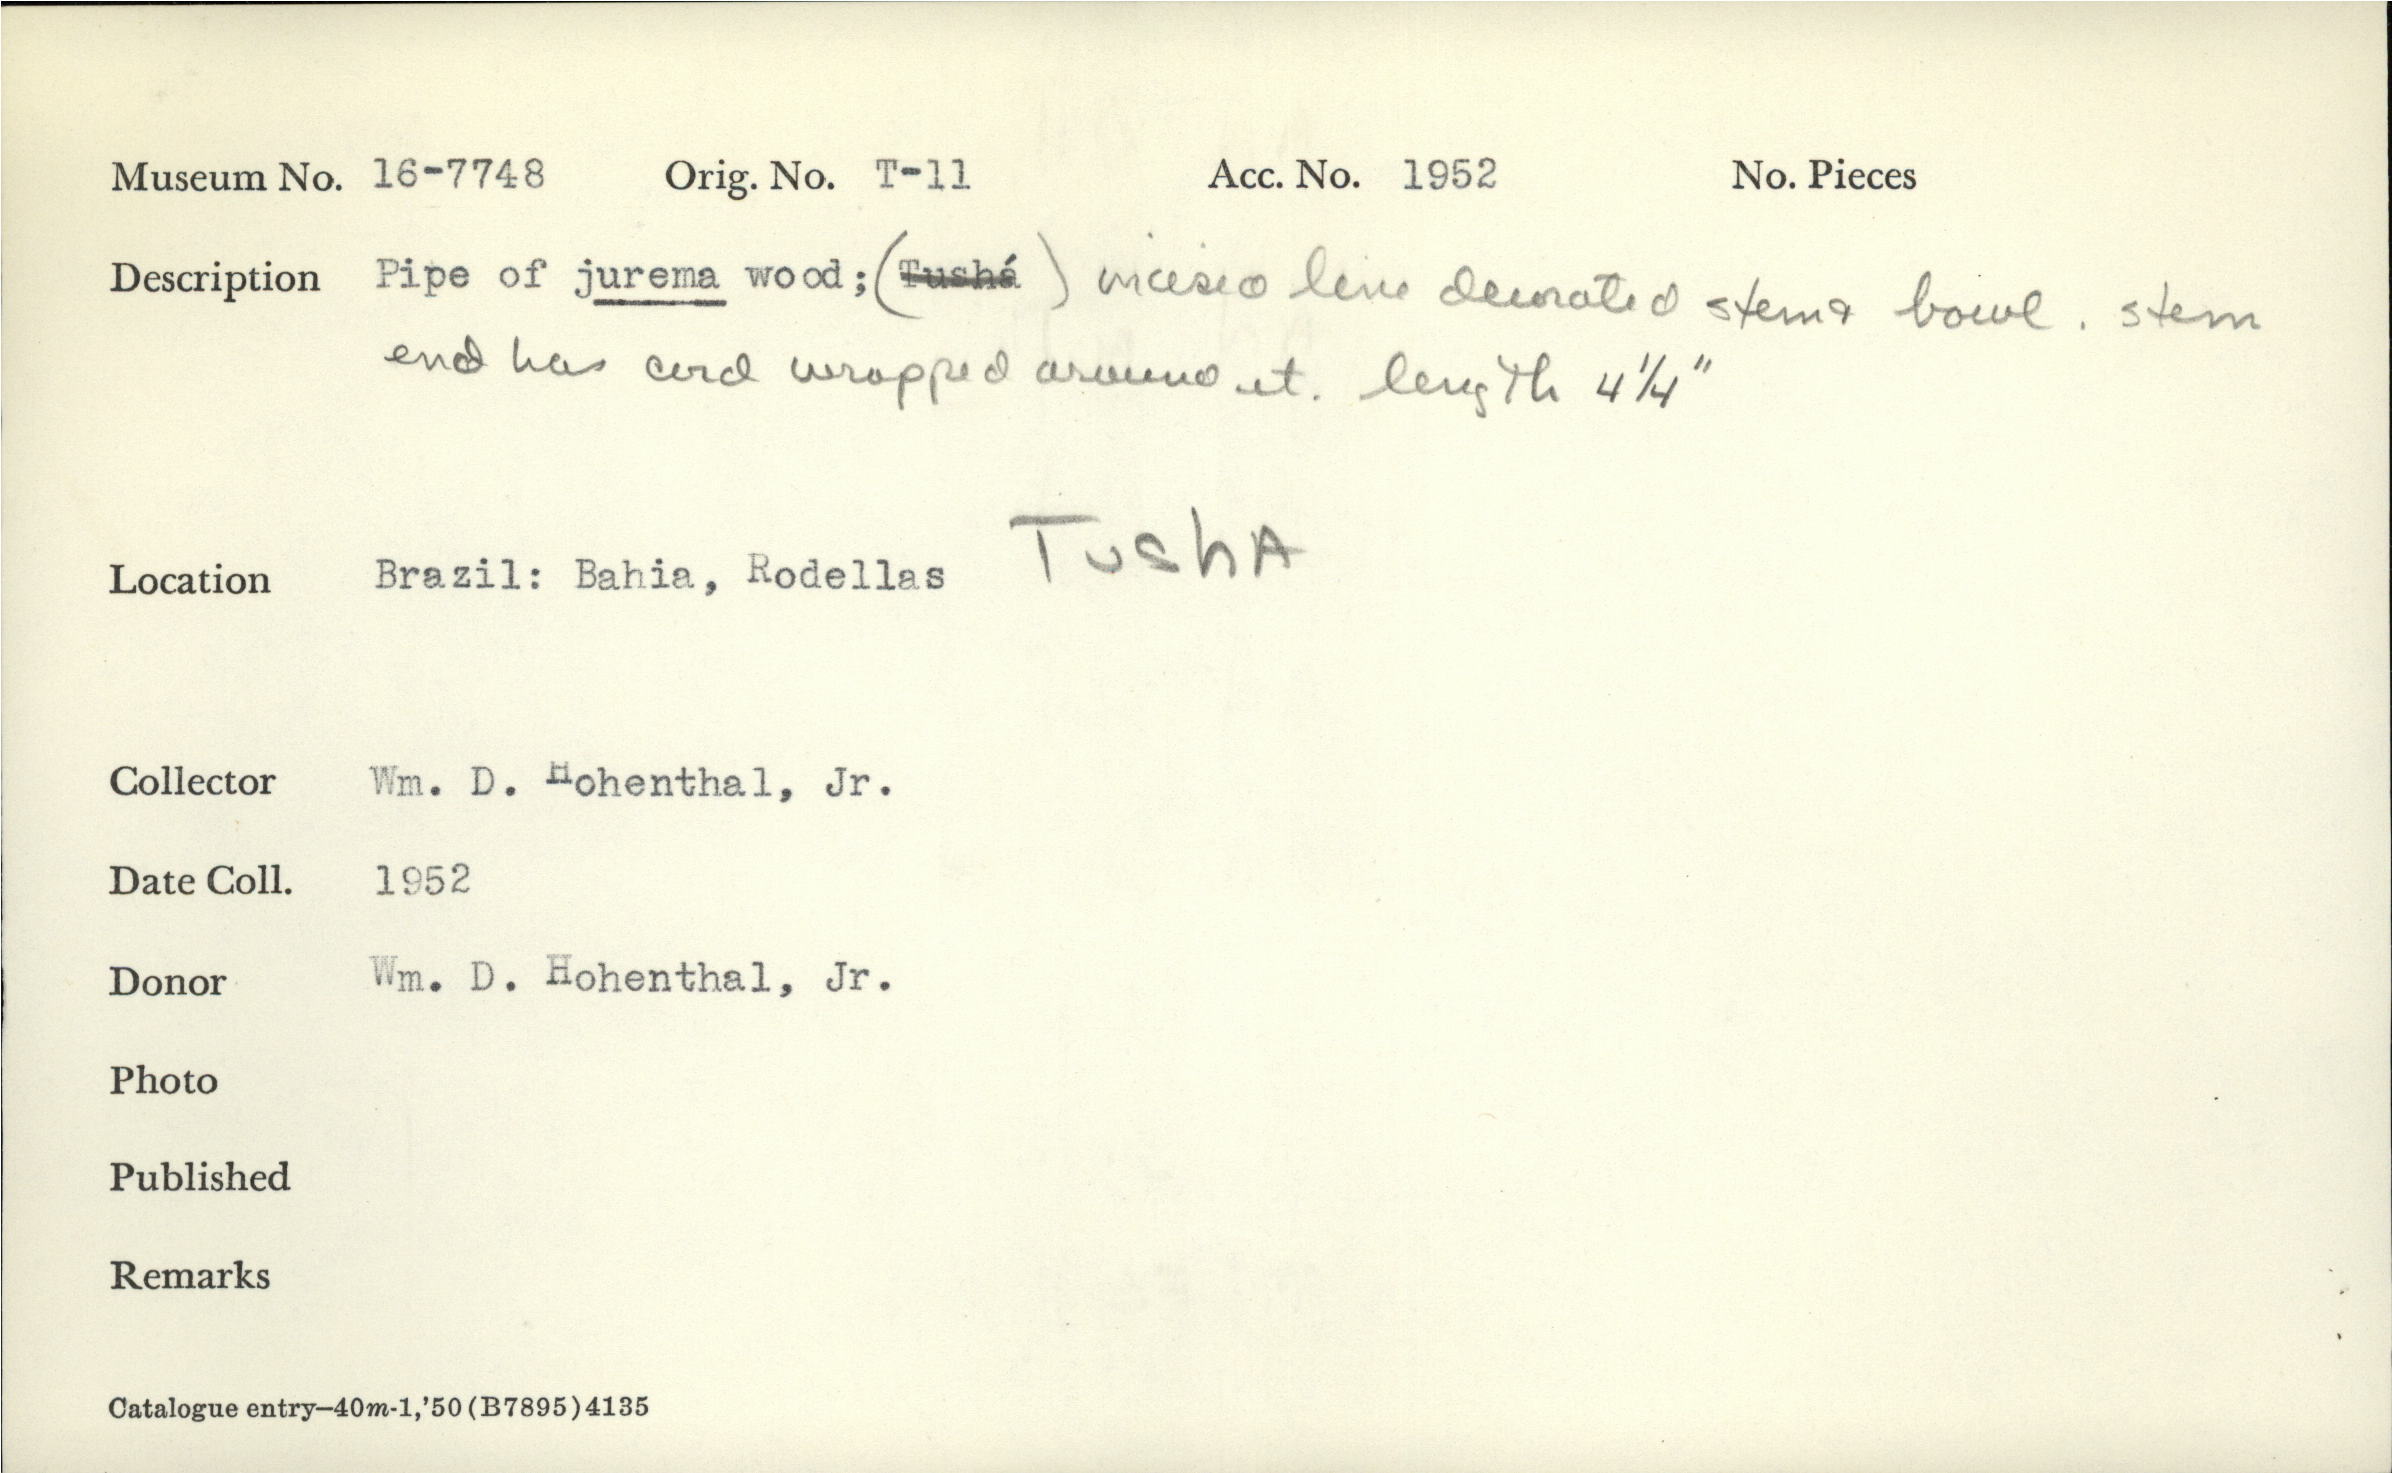 Museum No. 16-7748 Orig. No. T-11 Acc. No. 1952 No. Pieces
Description Pipe of jurema wood; (Tushá) incised line decorated stem & bowl. stem
end has cord wrapped around it. length 4 1/4"
Location Brazil: Bahia, Rodellas TushA
Collector Wm. D. Hohenthal, Jr.
Date Coll. 1952
Donor Wm. D. Hohenthal, Jr.
Photo
Published
Remarks
Catalogue entry—40m-1,'50(B7895)4135